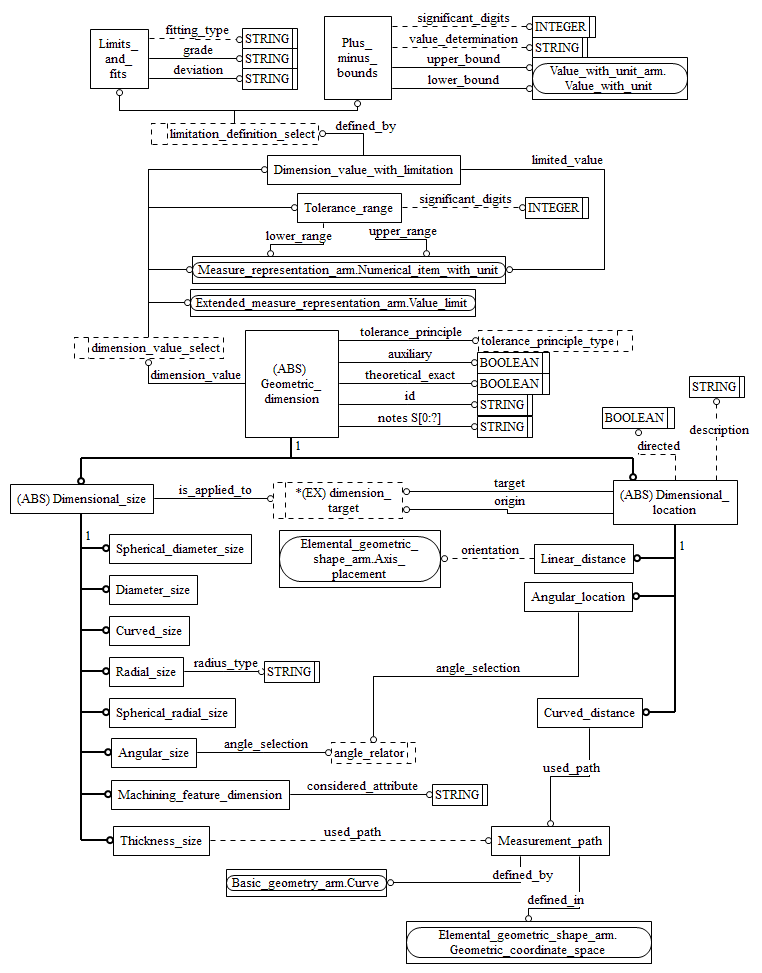 Limits_
and_
fits
fitting_type
STRING
grade
STRING
deviation
STRING
Plus_
minus_
bounds
significant_digits
INTEGER
value_determination
STRING
upper_bound
lower_bound
Value_with_unit_arm.
Value_with_unit
limitation_definition_select
defined_by
Dimension_value_with_limitation
limited_value
Tolerance_range
significant_digits
INTEGER
lower_range
upper_range
Measure_representation_arm.Numerical_item_with_unit
Extended_measure_representation_arm.Value_limit
dimension_value_select
dimension_value
(ABS)
Geometric_
dimension
tolerance_principle
tolerance_principle_type
auxiliary
BOOLEAN
theoretical_exact
BOOLEAN
id
STRING
notes S[0:?]
STRING
STRING
BOOLEAN
description
directed
1
(ABS) Dimensional_size
is_applied_to
*(EX) dimension_
target
target
origin
(ABS) Dimensional_
location
1
1
Spherical_diameter_size
Elemental_geometric_
shape_arm.Axis_
placement
orientation
Linear_distance
Diameter_size
Angular_location
Curved_size
Radial_size
radius_type
STRING
angle_selection
Spherical_radial_size
Curved_distance
Angular_size
angle_selection
angle_relator
used_path
Machining_feature_dimension
considered_attribute
STRING
Thickness_size
used_path
Measurement_path
Basic_geometry_arm.Curve
defined_by
defined_in
Elemental_geometric_shape_arm.
Geometric_coordinate_space